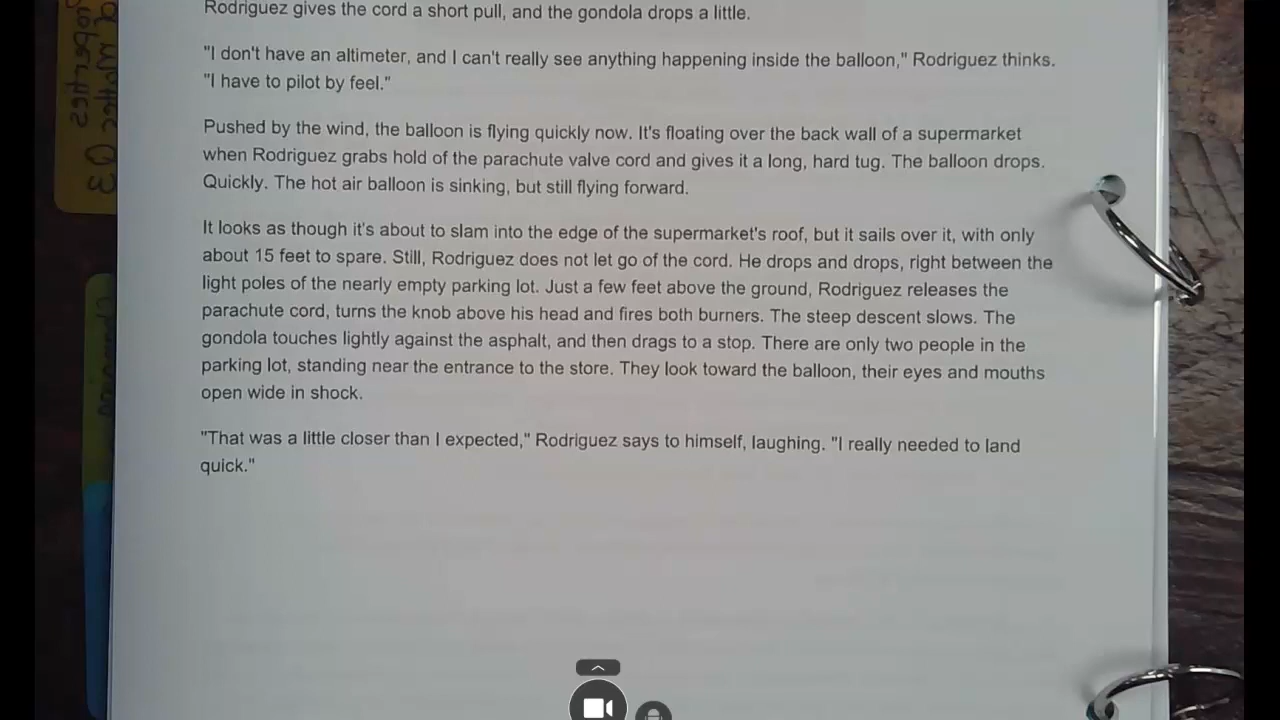 Rodriguez gives the cord a short pull, and the gondola drops a little.
"I don't have an altimeter, and I can't really see anything happening inside the balloon," Rodriguez thinks.
"I have to pilot by feel."
Pushed by the wind, the balloon is flying quickly now. It's floating over the back wall of a supermarket
when Rodriguez grabs hold of the parachute valve cord and gives it a long, hard tug. The balloon drops.
Quickly. The hot air balloon is sinking, but still flying forward.
It looks as though it's about to slam into the edge of the supermarket's roof, but it sails over it, with only
about 15 feet to spare. Still, Rodriguez does not let go of the cord. He drops and drops, right between the
light poles of the nearly empty parking lot. Just a few feet above the ground, Rodriguez releases the
parachute cord, turns the knob above his head and fires both burners. The steep descent slows. The
gondola touches lightly against the asphalt, and then drags to a stop. There are only two people in the
parking lot, standing near the entrance to the store. They look toward the balloon, their eyes and mouths
open wide in shock.
"That was a little closer than I expected," Rodriguez says to himself, laughing. "I really needed to land
quick."